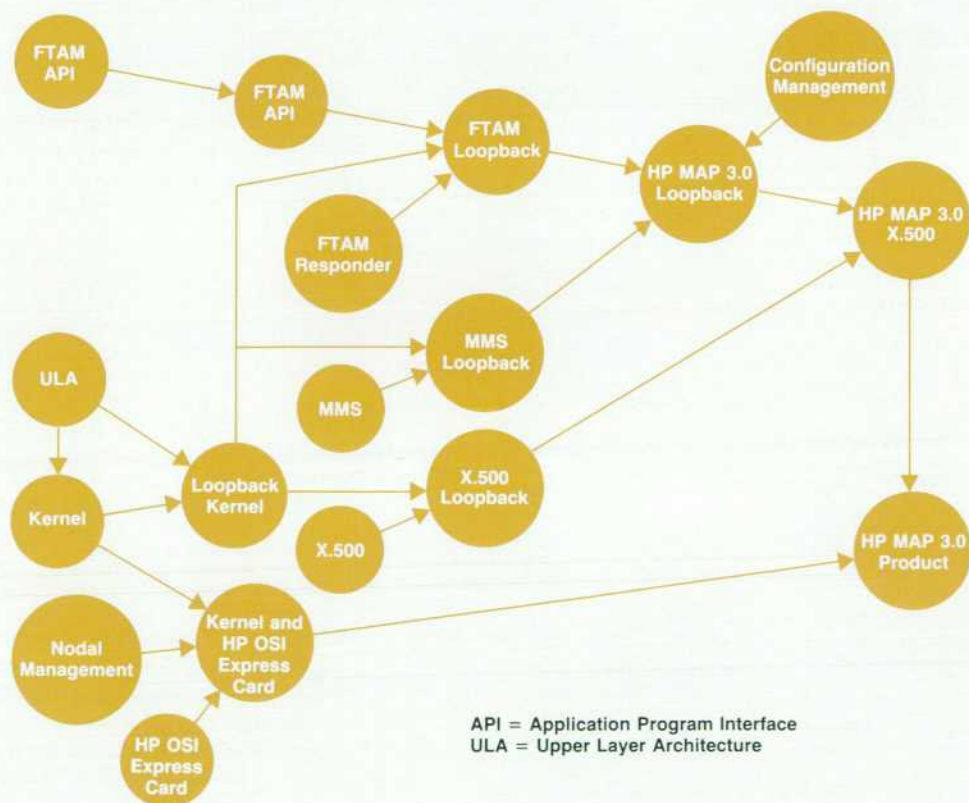 FTAM
API
FTAM
API
FTAM
Loopback
Configuration
Management
HP MAP 3.0
Loopback
HP MAP 3.0
X.500
FTAM
Responder
MMS
Loopback
ULA
MMS
X.500
Loopback
Loopback
Kernel
Kernel
X.500
HP MAP 3.0
Product
Kernel and
HP OSI
Express
Card
Nodal
Management
HP OSI
Express
Card
API = Application Program Interface
ULA = Upper Layer Architecture